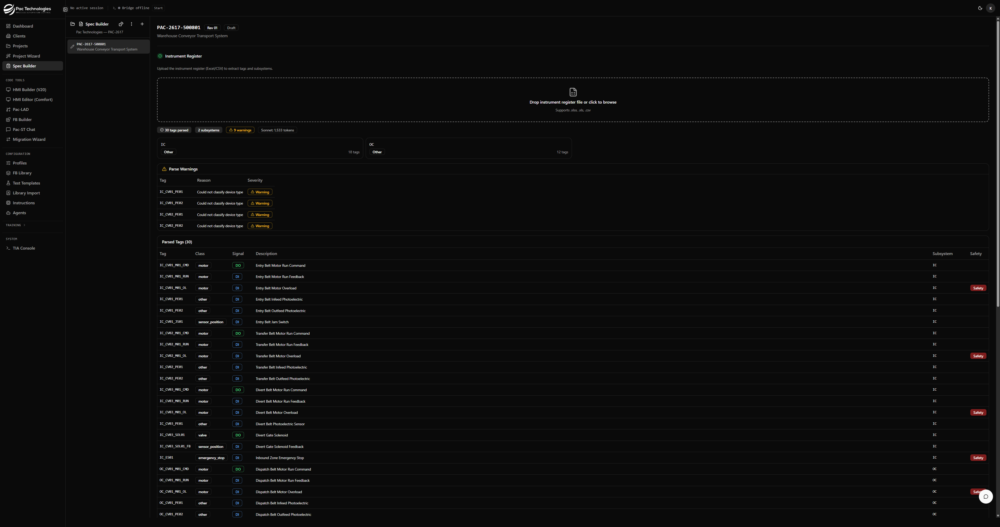 Pac Technologies
PROCESS AUTOMATION CONTROL
No active session
>_ Bridge offline Start
K
Dashboard
Clients
Projects
Project Wizard
Spec Builder
CODE TOOLS
HMI Builder (V20)
HMI Editor (Comfort)
Pac-LAD
FB Builder
Pac-ST Chat
Migration Wizard
CONFIGURATION
Profiles
FB Library
Test Templates
Library Import
Instructions
Agents
TRAINING >
SYSTEM
>_ TIA Console
Spec Builder
Pac Technologies — PAC-2617
PAC-2617-500801
Warehouse Conveyor Transport System
PAC-2617-500801 Rev 01 Draft
Warehouse Conveyor Transport System
Instrument Register
Upload the instrument register (Excel/CSV) to extract tags and subsystems.
Drop instrument register file or click to browse
Supports .xlsx, .xls, .csv
30 tags parsed 2 subsystems 9 warnings Sonnet: 1,533 tokens
IC
Other 18 tags
OC
Other 12 tags
Parse Warnings
Tag Reason Severity
IC_CV01_PE01 Could not classify device type Warning
IC_CV01_PE02 Could not classify device type Warning
IC_CV02_PE01 Could not classify device type Warning
IC_CV02_PE02 Could not classify device type Warning
Parsed Tags (30)
Tag Class Signal Description Subsystem Safety
IC_CV01_M01_CMD motor DO Entry Belt Motor Run Command IC
IC_CV01_M01_RUN motor DI Entry Belt Motor Run Feedback IC
IC_CV01_M01_OL motor DI Entry Belt Motor Overload IC Safety
IC_CV01_PE01 other DI Entry Belt Infeed Photoelectric IC
IC_CV01_PE02 other DI Entry Belt Outfeed Photoelectric IC
IC_CV01_JS01 sensor_position DI Entry Belt Jam Switch IC
IC_CV02_M01_CMD motor DO Transfer Belt Motor Run Command IC
IC_CV02_M01_RUN motor DI Transfer Belt Motor Run Feedback IC
IC_CV02_M01_OL motor DI Transfer Belt Motor Overload IC Safety
IC_CV02_PE01 other DI Transfer Belt Infeed Photoelectric IC
IC_CV02_PE02 other DI Transfer Belt Outfeed Photoelectric IC
IC_CV03_M01_CMD motor DO Divert Belt Motor Run Command IC
IC_CV03_M01_RUN motor DI Divert Belt Motor Run Feedback IC
IC_CV03_M01_OL motor DI Divert Belt Motor Overload IC Safety
IC_CV03_PE01 other DI Divert Belt Photoelectric Sensor IC
IC_CV03_SOL01 valve DO Divert Gate Solenoid IC
IC_CV03_SOL01_FB sensor_position DI Divert Gate Solenoid Feedback IC
IC_ES01 emergency_stop DI Inbound Zone Emergency Stop IC Safety
OC_CV01_M01_CMD motor DO Dispatch Belt Motor Run Command OC
OC_CV01_M01_RUN motor DI Dispatch Belt Motor Run Feedback OC
OC_CV01_M01_OL motor DI Dispatch Belt Motor Overload OC Safe
OC_CV01_PE01 other DI Dispatch Belt Infeed Photoelectric OC
OC_CV01_PE02 other DI Dispatch Belt Outfeed Photoelectric OC